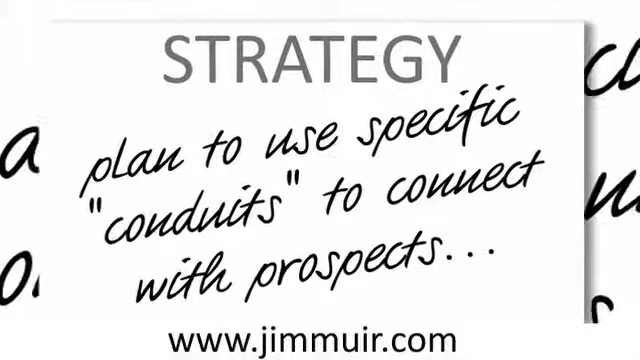 STRATEGY
plan to use specific
"conduits" to connect
with prospects...
www.jimmuir.com